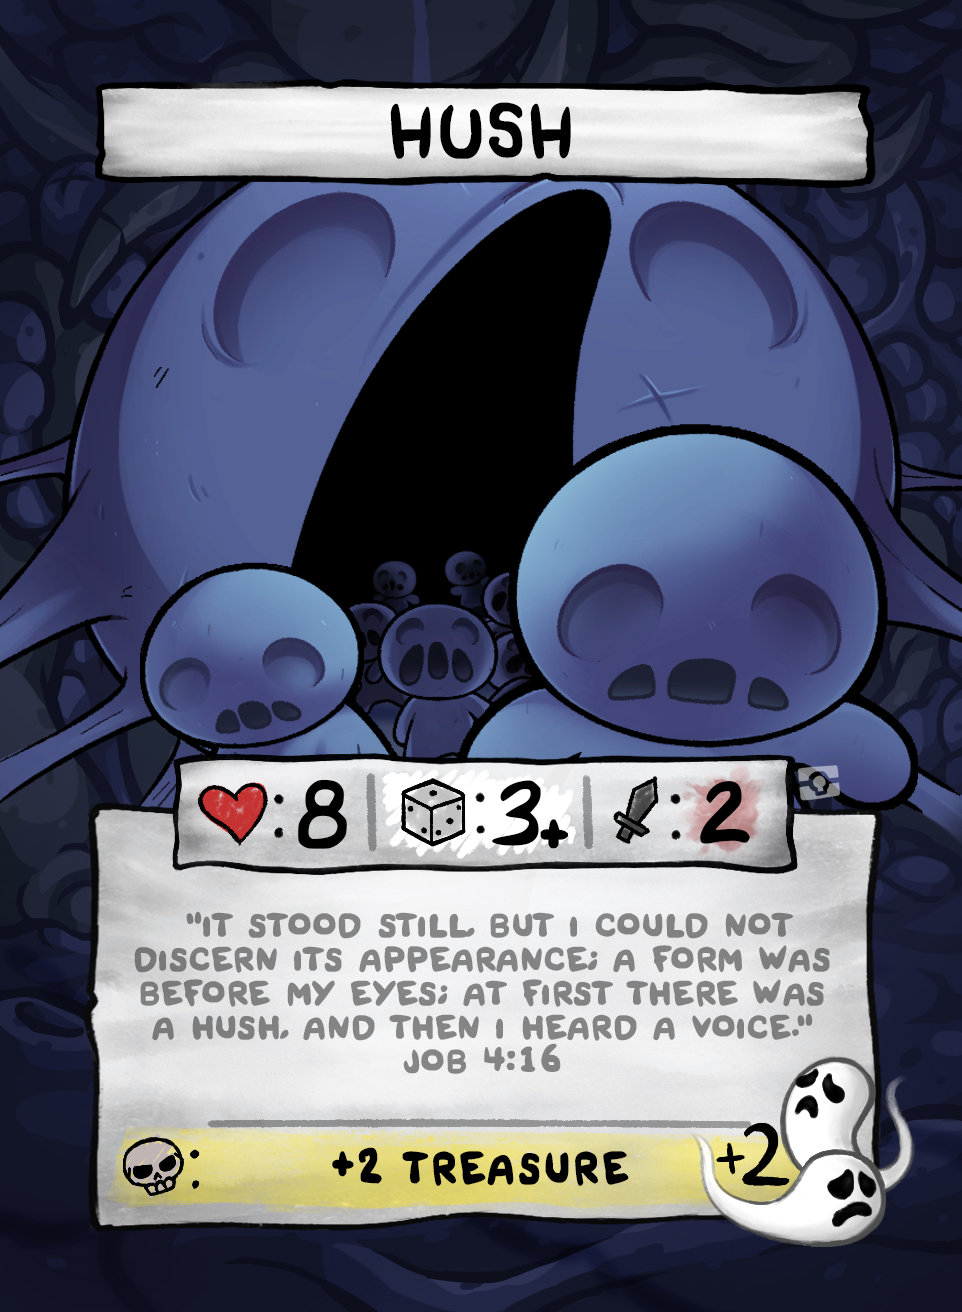 HUSH
: 8
: 3+
: 2
"IT STOOD STILL, BUT I COULD NOT
DISCERN ITS APPEARANCE; A FORM WAS
BEFORE MY EYES; AT FIRST THERE WAS
A HUSH, AND THEN I HEARD A VOICE."
JOB 4:16
: +2 TREASURE +2